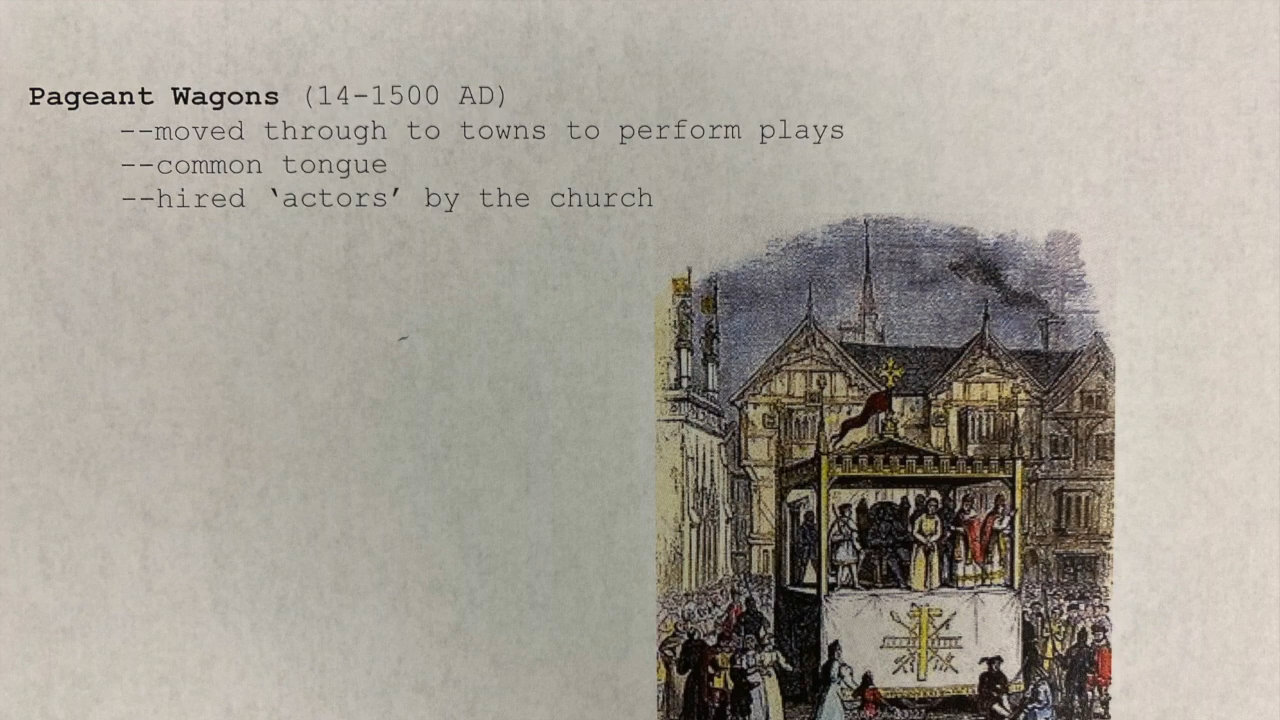 Pageant Wagons (14-1500 AD)
--moved through to towns to perform plays
--common tongue
--hired ‘actors’ by the church